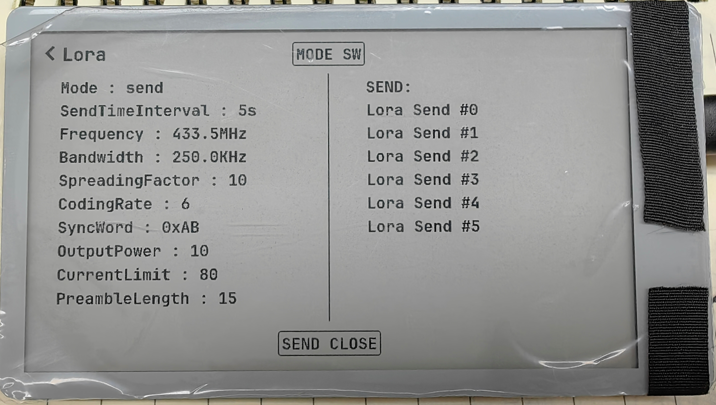 < Lora
MODE SW
Mode : send
SendTimeInterval : 5s
Frequency : 433.5MHz
Bandwidth : 250.0KHz
SpreadingFactor : 10
CodingRate : 6
SyncWord : 0xAB
OutputPower : 10
CurrentLimit : 80
PreambleLength : 15
SEND:
Lora Send #0
Lora Send #1
Lora Send #2
Lora Send #3
Lora Send #4
Lora Send #5
SEND CLOSE